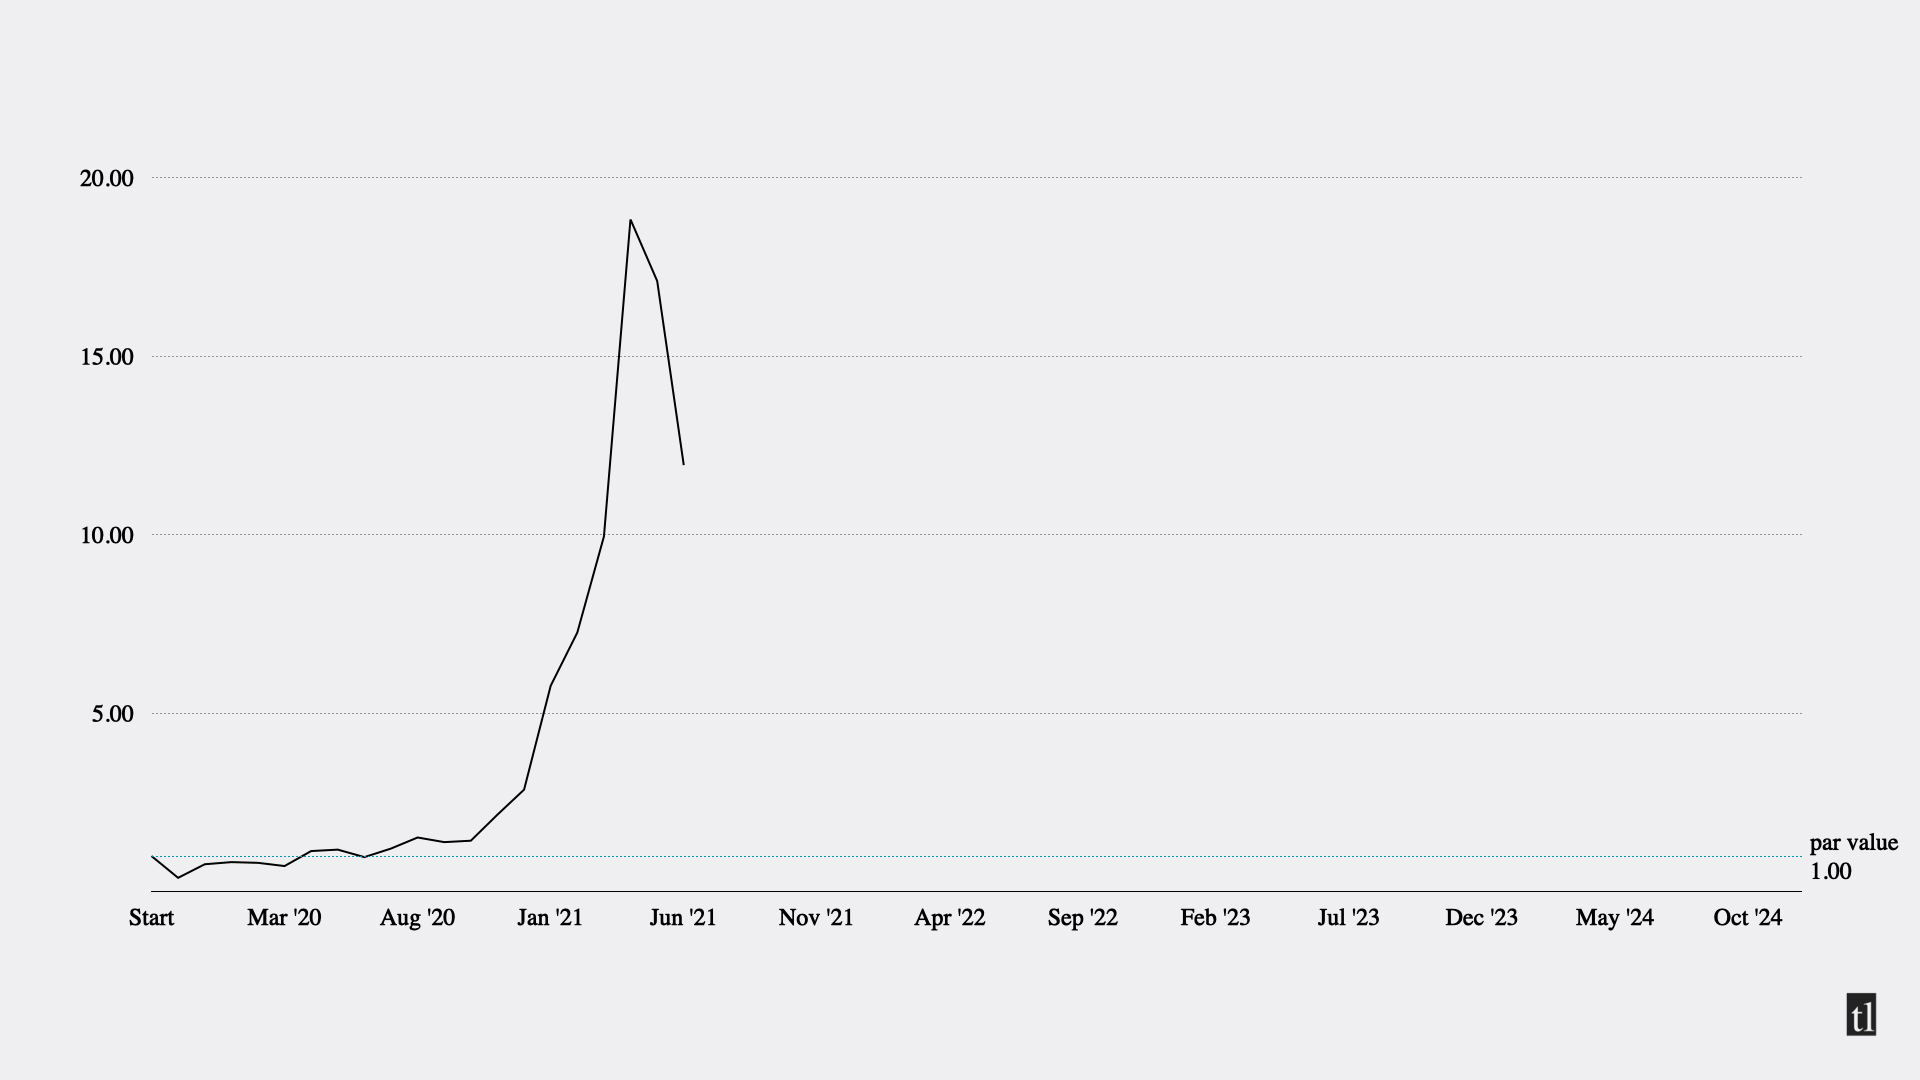 20.00
15.00
10.00
5.00
par value
1.00
Start Mar '20 Aug '20 Jan '21 Jun '21 Nov '21 Apr '22 Sep '22 Feb '23 Jul '23 Dec '23 May '24 Oct '24
tl